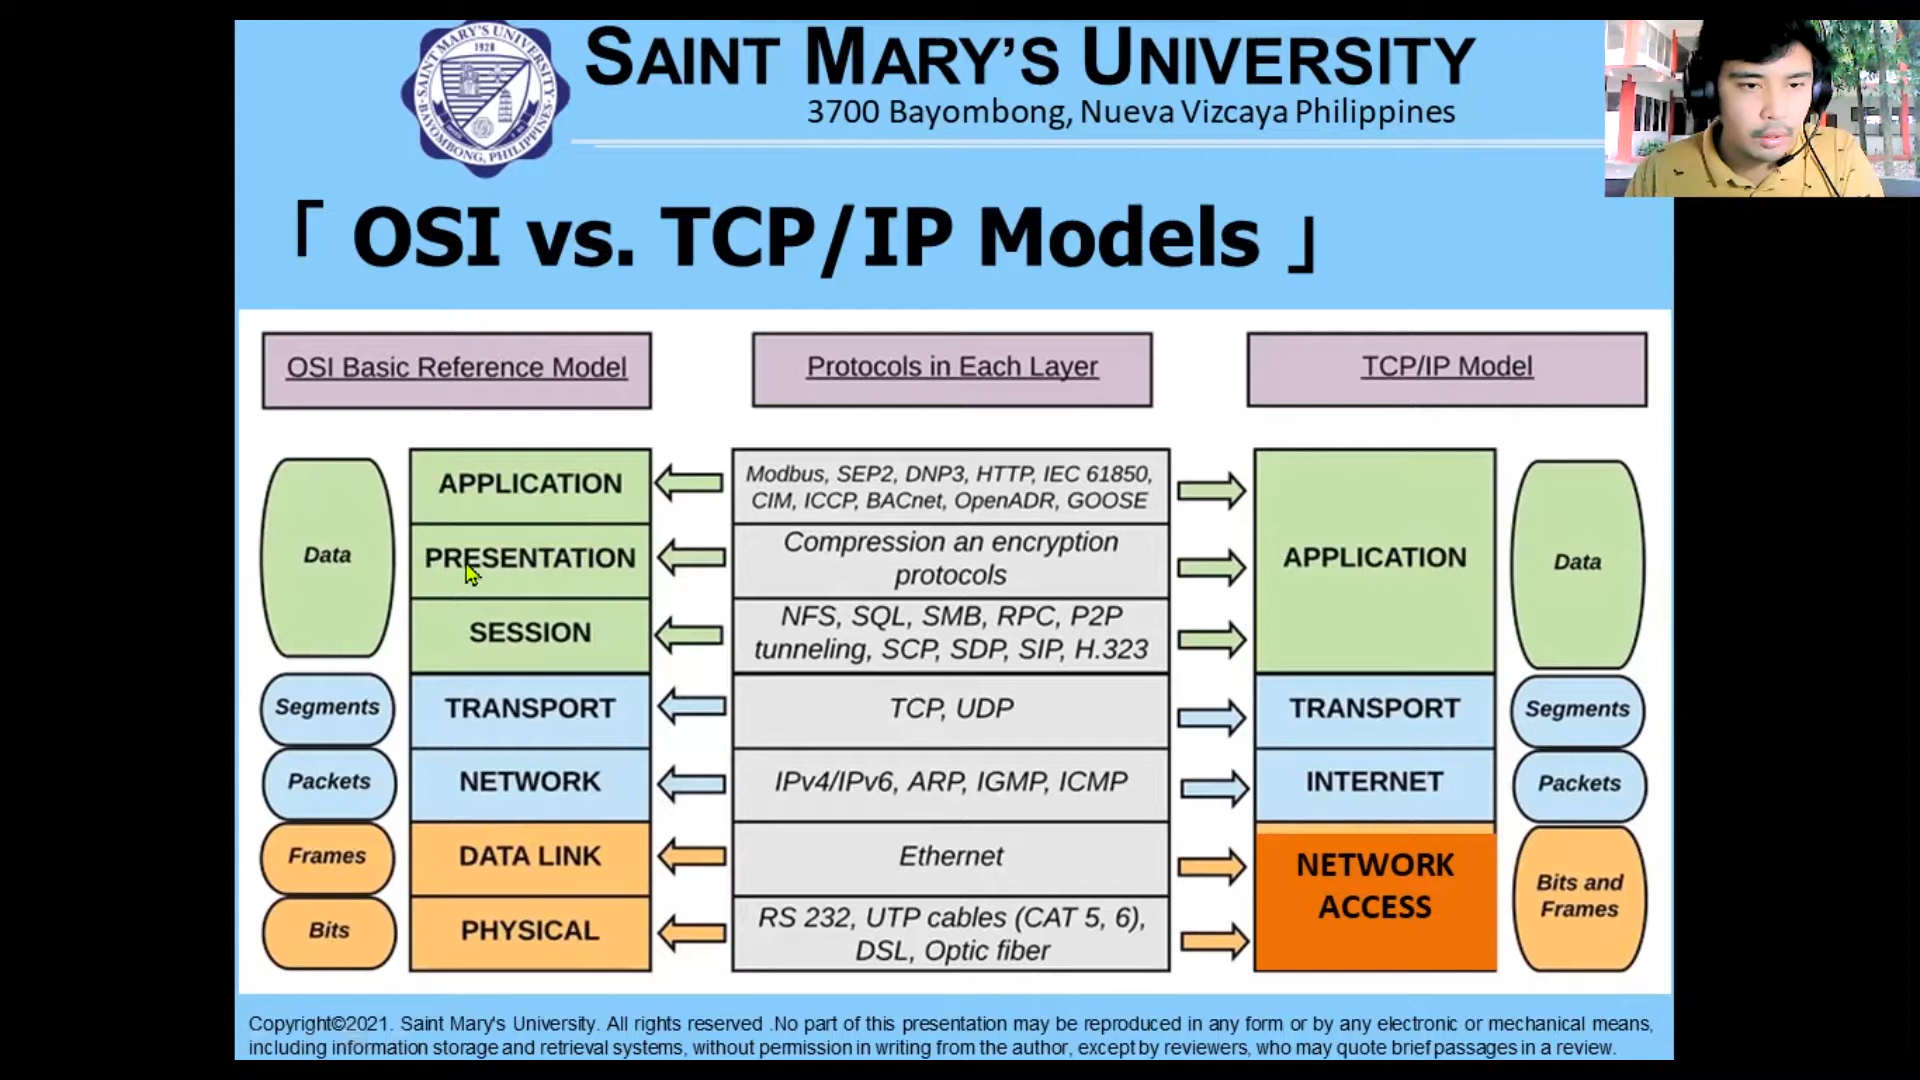 SAINT MARY'S UNIVERSITY
3700 Bayombong, Nueva Vizcaya Philippines
SAINT MARY'S UNIVERSITY
1928
BAYOMBONG, PHILIPPINES
「 OSI vs. TCP/IP Models 」
OSI Basic Reference Model
Protocols in Each Layer
TCP/IP Model
Data
APPLICATION
PRESENTATION
SESSION
Modbus, SEP2, DNP3, HTTP, IEC 61850,
CIM, ICCP, BACnet, OpenADR, GOOSE
Compression an encryption
protocols
NFS, SQL, SMB, RPC, P2P
tunneling, SCP, SDP, SIP, H.323
APPLICATION
Data
Segments
TRANSPORT
TCP, UDP
TRANSPORT
Segments
Packets
NETWORK
IPv4/IPv6, ARP, IGMP, ICMP
INTERNET
Packets
Frames
DATA LINK
Ethernet
Bits
PHYSICAL
RS 232, UTP cables (CAT 5, 6),
DSL, Optic fiber
NETWORK
ACCESS
Bits and
Frames
Copyright©2021. Saint Mary's University. All rights reserved .No part of this presentation may be reproduced in any form or by any electronic or mechanical means,
including information storage and retrieval systems, without permission in writing from the author, except by reviewers, who may quote brief passages in a review.